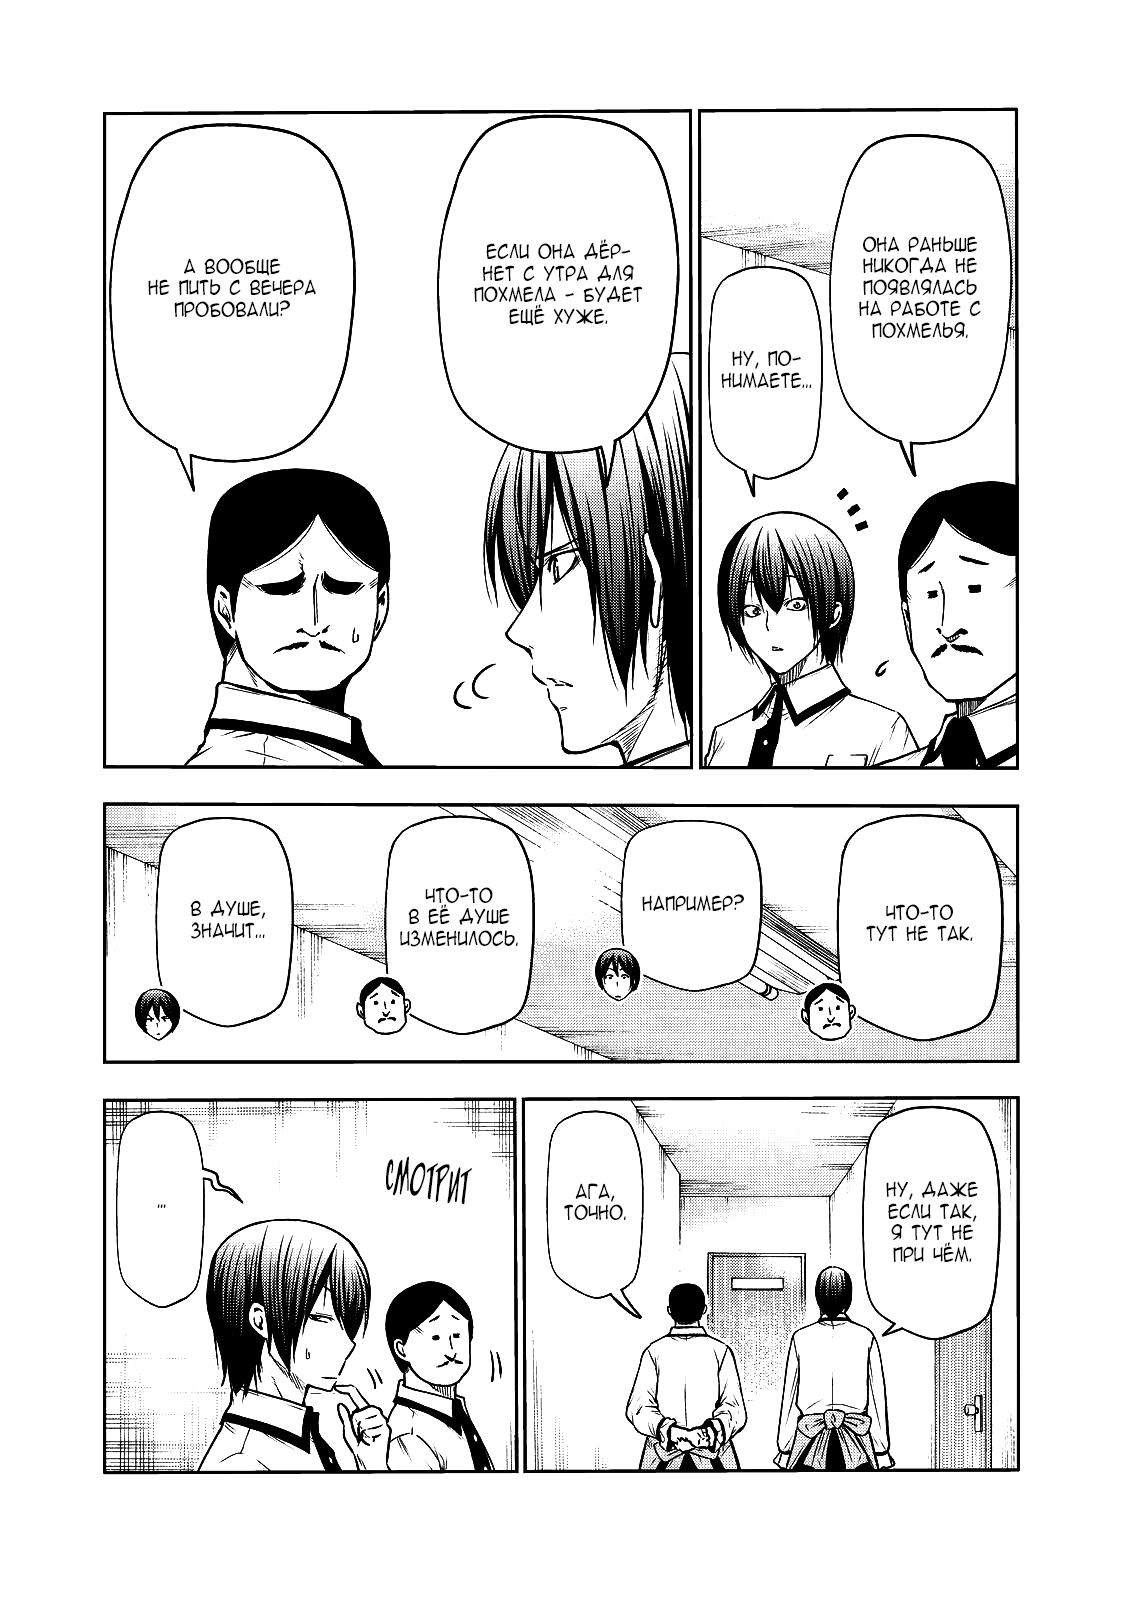 ОНА РАНЬШЕ
НИКОГДА НЕ
ПОЯВЛЯЛАСЬ
НА РАБОТЕ С
ПОХМЕЛЬЯ.
НУ, ПО-
НИМАЕТЕ...
ЕСЛИ ОНА ДЁР-
НЕТ С УТРА ДЛЯ
ПОХМЕЛА - БУДЕТ
ЕЩЁ ХУЖЕ.
А ВООБЩЕ
НЕ ПИТЬ С ВЕЧЕРА
ПРОБОВАЛИ?
ЧТО-ТО
ТУТ НЕ ТАК.
НАПРИМЕР?
ЧТО-ТО
В ЕЁ ДУШЕ
ИЗМЕНИЛОСЬ.
В ДУШЕ,
ЗНАЧИТ...
НУ, ДАЖЕ
ЕСЛИ ТАК,
Я ТУТ НЕ
ПРИ ЧЁМ.
АГА,
ТОЧНО.
СМОТРИТ
...